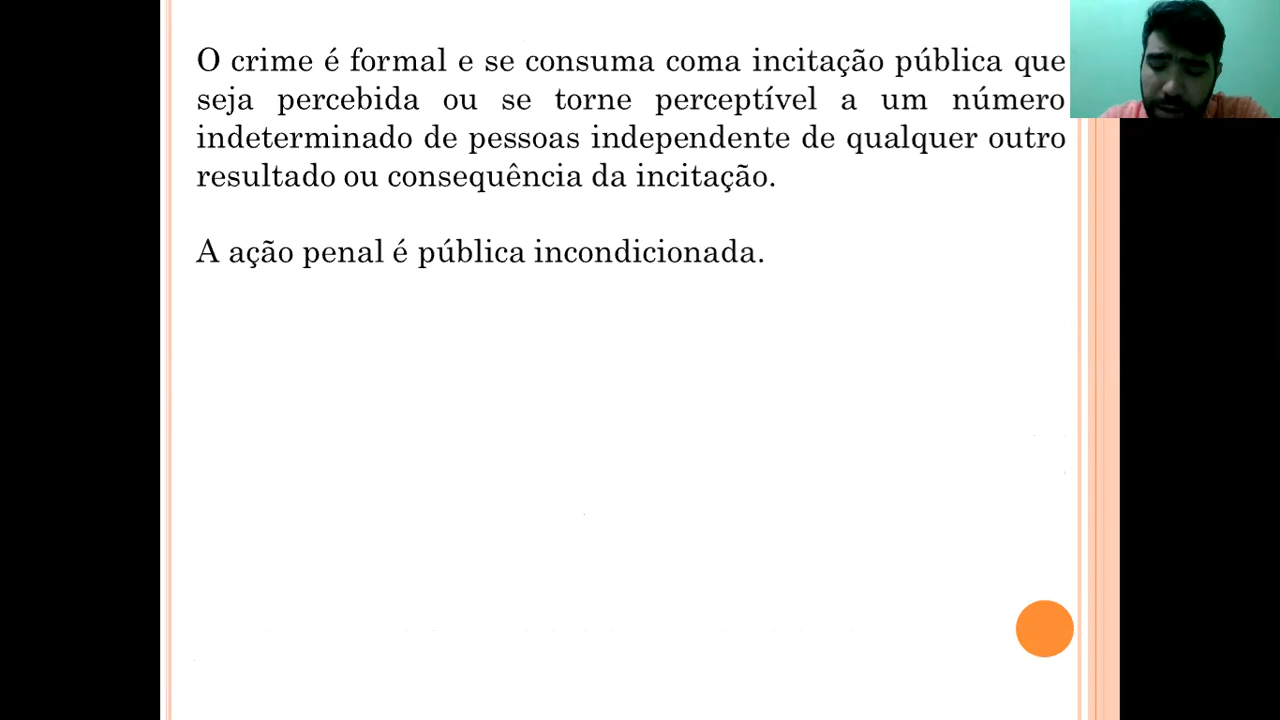 O crime é formal e se consuma coma incitação pública que
seja percebida ou se torne perceptível a um número
indeterminado de pessoas independente de qualquer outro
resultado ou consequência da incitação.
A ação penal é pública incondicionada.